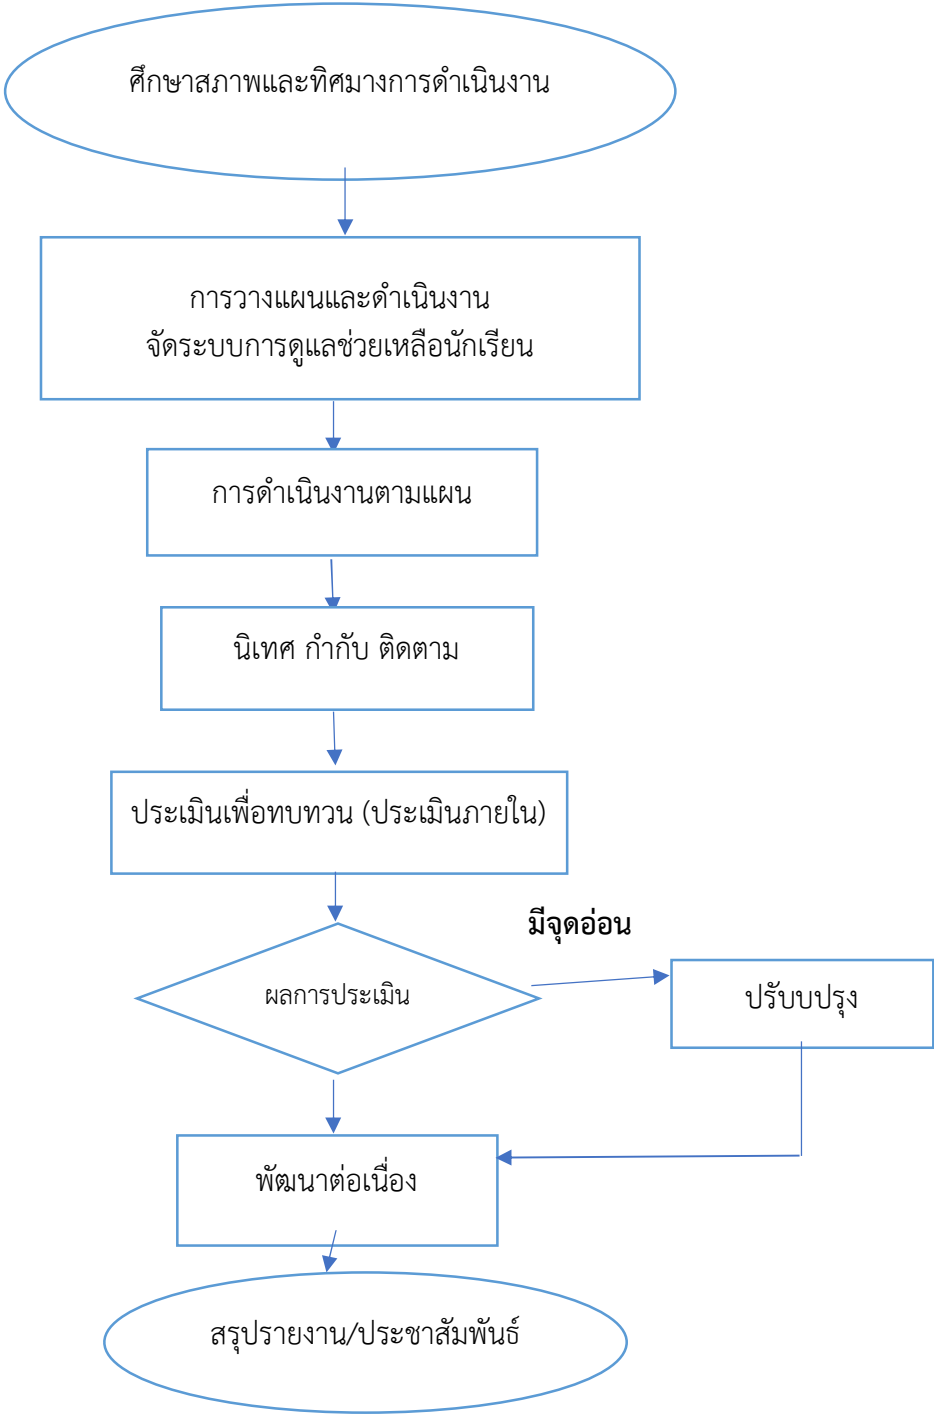 ศึกษาสภาพและทิศมางการดำเนินงาน
การวางแผนและดำเนินงาน
จัดระบบการดูแลช่วยเหลือนักเรียน
การดำเนินงานตามแผน
นิเทศ กำกับ ติดตาม
ประเมินเพื่อทบทวน (ประเมินภายใน)
มีจุดอ่อน
ผลการประเมิน
ปรับบปรุง
พัฒนาต่อเนื่อง
สรุปรายงาน/ประชาสัมพันธ์